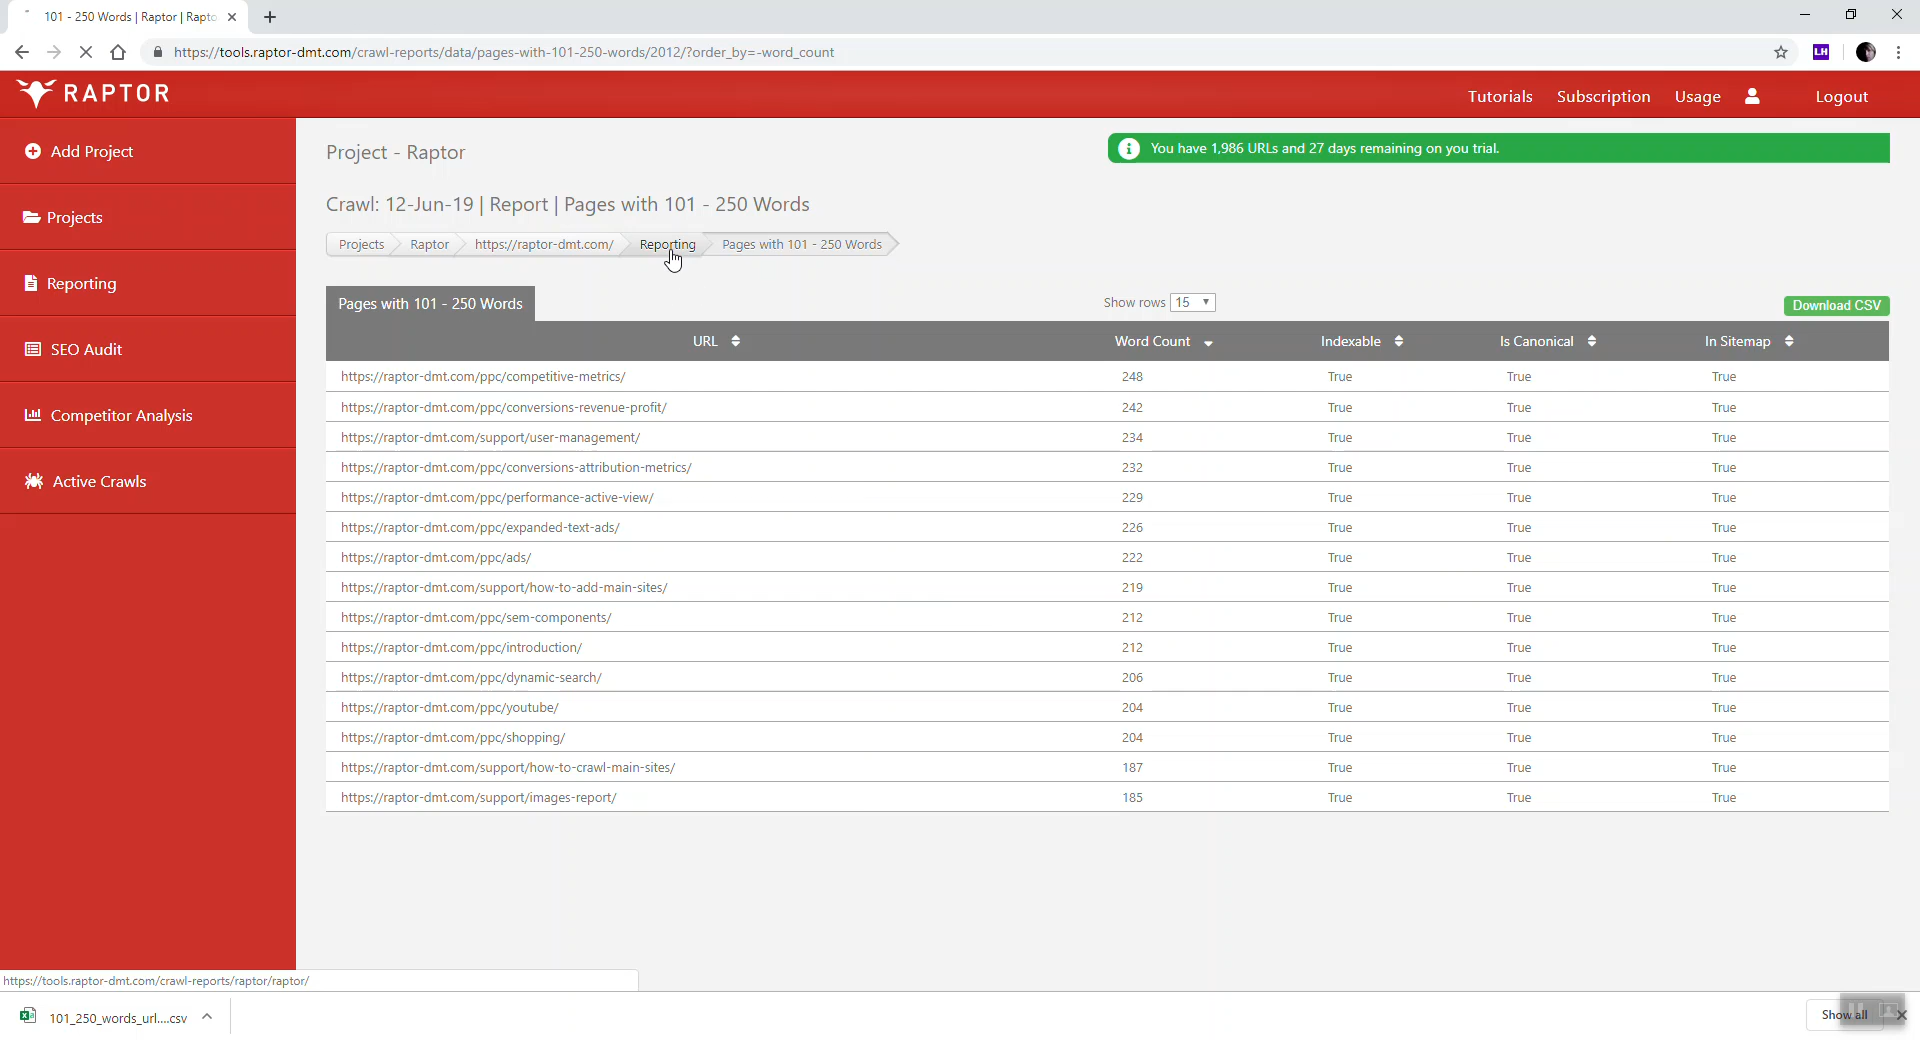 101 - 250 Words | Raptor | Rapto
https://tools.raptor-dmt.com/crawl-reports/data/pages-with-101-250-words/2012/?order_by=-word_count
LH
RAPTOR
Tutorials Subscription Usage Logout
Add Project
Projects
Reporting
SEO Audit
Competitor Analysis
Active Crawls
Project - Raptor
You have 1,986 URLs and 27 days remaining on you trial.
Crawl: 12-Jun-19 | Report | Pages with 101 - 250 Words
Projects Raptor https://raptor-dmt.com/ Reporting Pages with 101 - 250 Words
Pages with 101 - 250 Words
Show rows 15
Download CSV
URL Word Count Indexable Is Canonical In Sitemap
https://raptor-dmt.com/ppc/competitive-metrics/ 248 True True True
https://raptor-dmt.com/ppc/conversions-revenue-profit/ 242 True True True
https://raptor-dmt.com/support/user-management/ 234 True True True
https://raptor-dmt.com/ppc/conversions-attribution-metrics/ 232 True True True
https://raptor-dmt.com/ppc/performance-active-view/ 229 True True True
https://raptor-dmt.com/ppc/expanded-text-ads/ 226 True True True
https://raptor-dmt.com/ppc/ads/ 222 True True True
https://raptor-dmt.com/support/how-to-add-main-sites/ 219 True True True
https://raptor-dmt.com/ppc/sem-components/ 212 True True True
https://raptor-dmt.com/ppc/introduction/ 212 True True True
https://raptor-dmt.com/ppc/dynamic-search/ 206 True True True
https://raptor-dmt.com/ppc/youtube/ 204 True True True
https://raptor-dmt.com/ppc/shopping/ 204 True True True
https://raptor-dmt.com/support/how-to-crawl-main-sites/ 187 True True True
https://raptor-dmt.com/support/images-report/ 185 True True True
https://tools.raptor-dmt.com/crawl-reports/raptor/raptor/
101_250_words_url....csv
Show all